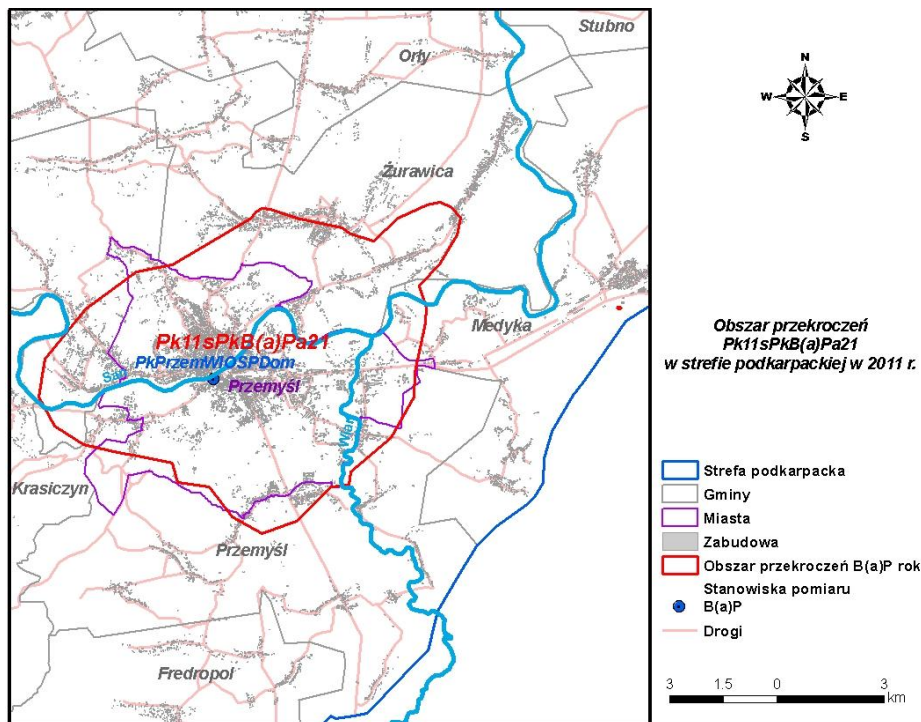 Stubno
Orły
Żurawica
Medyka
Pk11sPkB(a)Pa21
PkPrzemWIOSPDom
San
Przemyśl
Wiar
Krasiczyn
Przemyśl
Fredropol
N
W E
S
Obszar przekroczeń
Pk11sPkB(a)Pa21
w strefie podkarpackiej w 2011 r.
Strefa podkarpacka
Gminy
Miasta
Zabudowa
Obszar przekroczeń B(a)P rok
Stanowiska pomiaru
B(a)P
Drogi
3 1.5 0 3
km